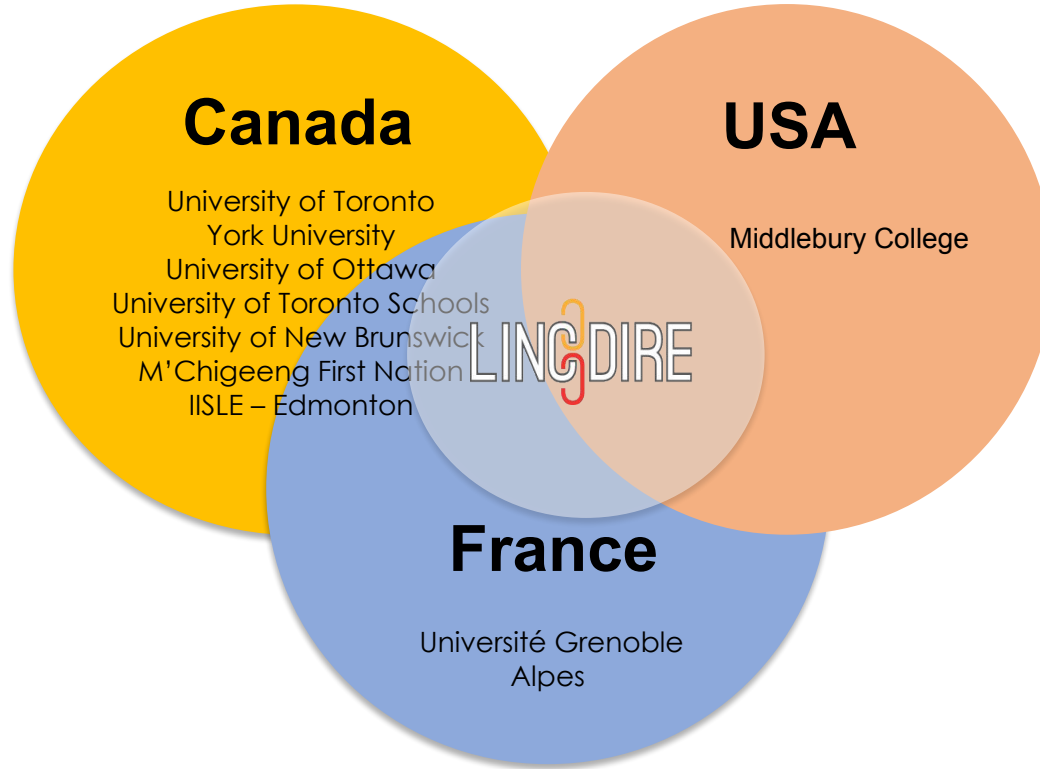 Canada
University of Toronto
York University
University of Ottawa
University of Toronto Schools
University of New Brunswick
M'Chigeeng First Nation
IISLE – Edmonton
USA
Middlebury College
LINCDIRE
France
Université Grenoble
Alpes